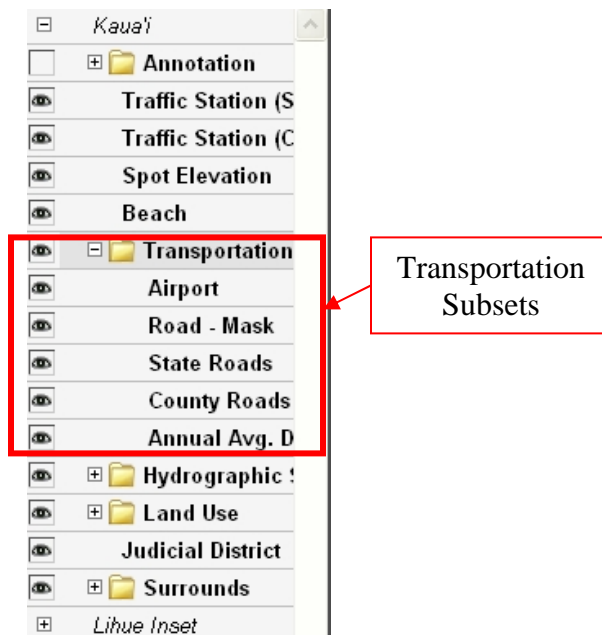 Kaua'i
Annotation
Traffic Station (S
Traffic Station (C
Spot Elevation
Beach
Transportation
Airport
Road - Mask
State Roads
County Roads
Annual Avg. D
Hydrographic S
Land Use
Judicial District
Surrounds
Lihue Inset
Transportation
Subsets